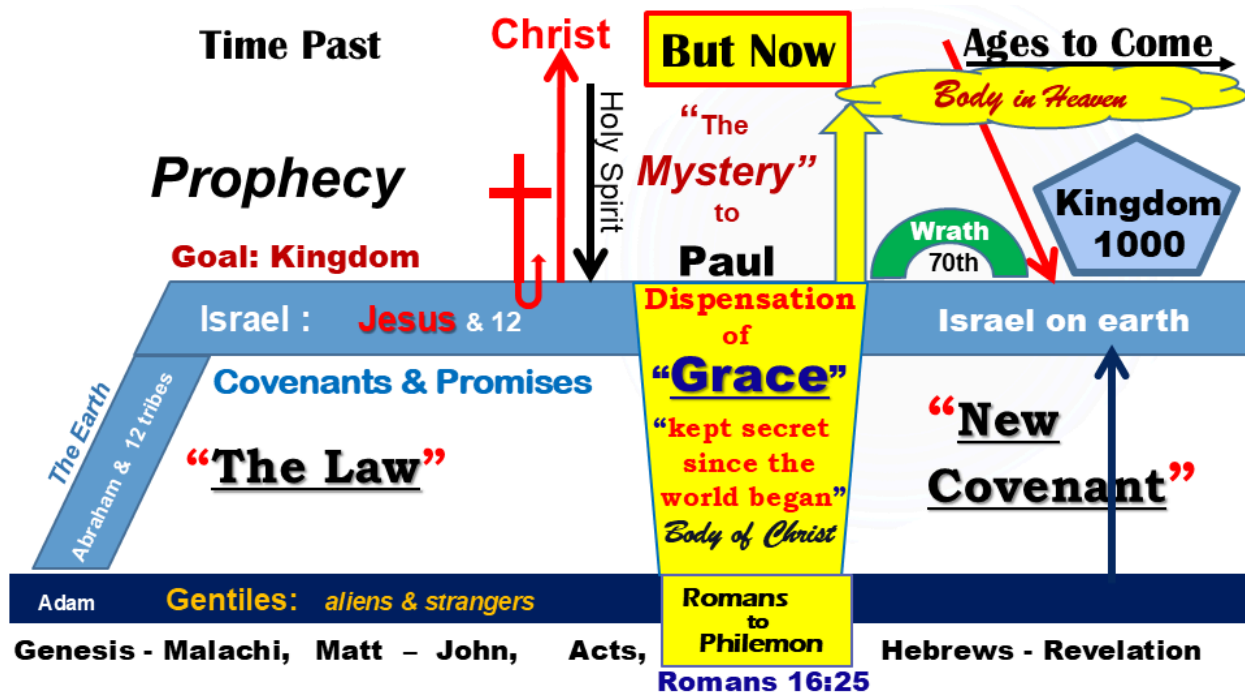 Time Past
Christ
But Now
Ages to Come
Body in Heaven
Holy Spirit
“The
Mystery”
to
Paul
Prophecy
Goal: Kingdom
Wrath
70th
Kingdom
1000
Israel : Jesus & 12
Dispensation
of
“Grace”
“kept secret
since the
world began”
Body of Christ
Israel on earth
The Earth
Abraham & 12 tribes
Covenants & Promises
“The Law”
“New
Covenant”
Adam
Gentiles: aliens & strangers
Romans
to
Philemon
Genesis - Malachi, Matt – John, Acts,
Hebrews - Revelation
Romans 16:25